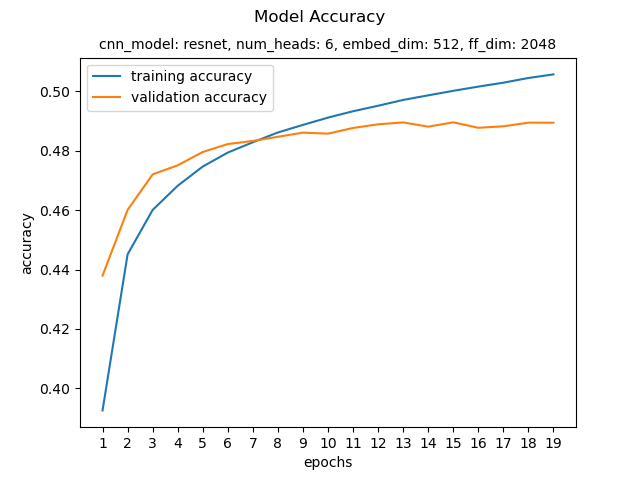 Model Accuracy
cnn_model: resnet, num_heads: 6, embed_dim: 512, ff_dim: 2048
training accuracy
validation accuracy
0.50
0.48
0.46
0.44
0.42
0.40
accuracy
1 2 3 4 5 6 7 8 9 10 11 12 13 14 15 16 17 18 19
epochs